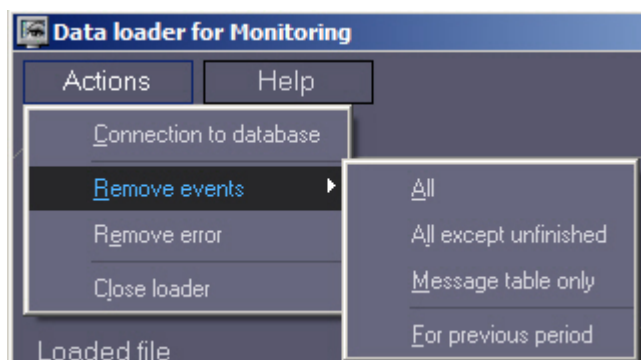 Data loader for Monitoring
Actions Help
Connection to database
Remove events
All
Remove error
All except unfinished
Close loader
Message table only
For previous period
Loaded file